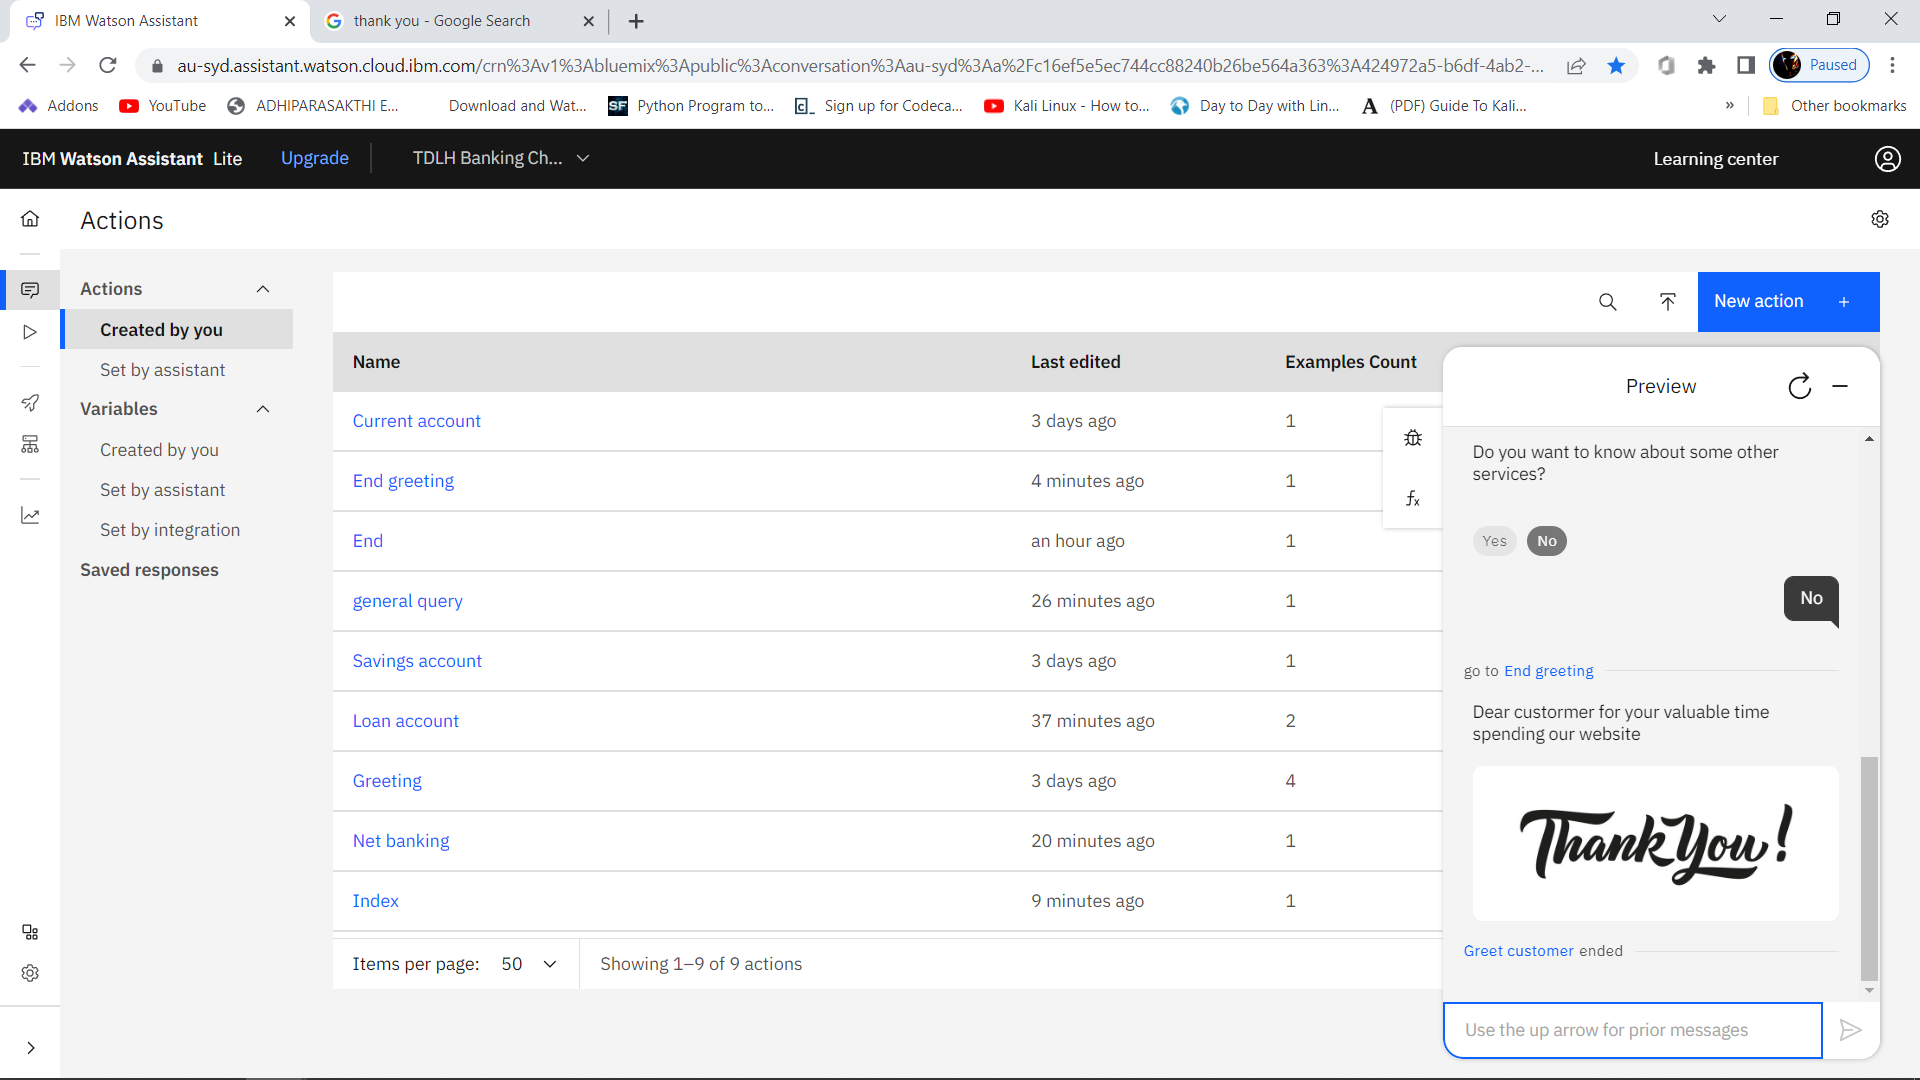 IBM Watson Assistant
thank you - Google Search
au-syd.assistant.watson.cloud.ibm.com/crn%3Av1%3Abluemix%3Apublic%3Aconversation%3Aau-syd%3Aa%2Fc16ef5e5ec744cc88240b26be564a363%3A424972a5-b6df-4ab2-...
Paused
Addons
YouTube
ADHIPARASAKTHI E...
Download and Wat...
SF Python Program to...
c_ Sign up for Codeca...
Kali Linux - How to...
Day to Day with Lin...
A (PDF) Guide To Kali...
»
Other bookmarks
IBM Watson Assistant Lite
Upgrade
TDLH Banking Ch...
Learning center
Actions
Actions
Created by you
Set by assistant
Variables
Created by you
Set by assistant
Set by integration
Saved responses
New action +
Name Last edited Examples Count
Current account 3 days ago 1
End greeting 4 minutes ago 1
End an hour ago 1
general query 26 minutes ago 1
Savings account 3 days ago 1
Loan account 37 minutes ago 2
Greeting 3 days ago 4
Net banking 20 minutes ago 1
Index 9 minutes ago 1
Items per page: 50
Showing 1–9 of 9 actions
Preview
fx
Do you want to know about some other
services?
Yes No
No
go to End greeting
Dear custormer for your valuable time
spending our website
Thank You!
Greet customer ended
Use the up arrow for prior messages